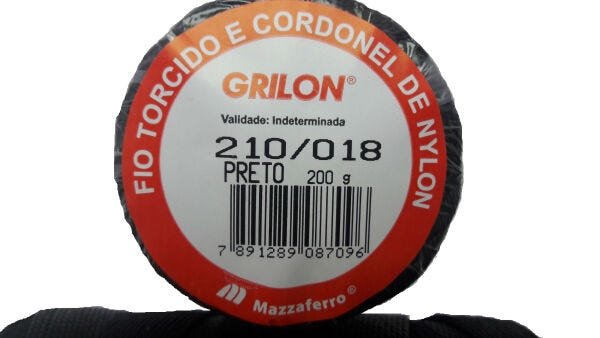 FIO TORCIDO E CORDONEL DE NYLON
GRILON®
Validade: Indeterminada
210/018
PRETO 200 g
7 891289 087096
Mazzaferro®